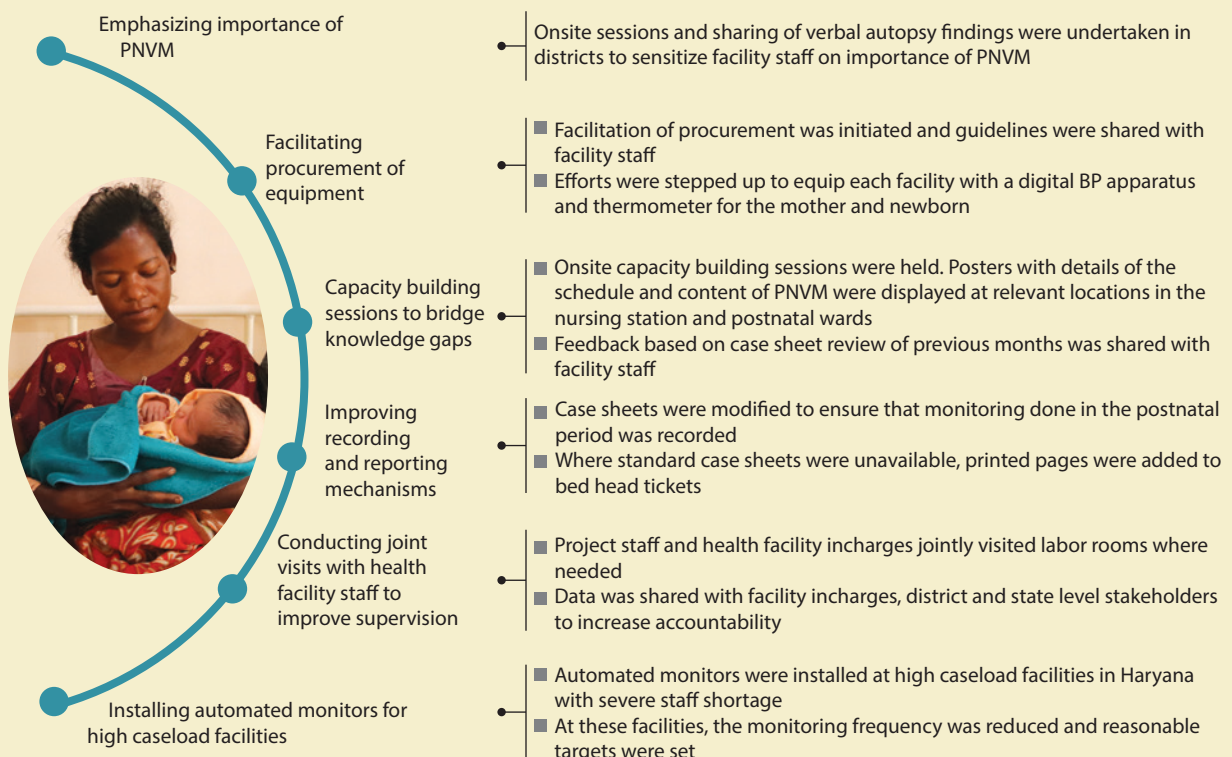 Emphasizing importance of
PNVM
Onsite sessions and sharing of verbal autopsy findings were undertaken in
districts to sensitize facility staff on importance of PNVM
Facilitating
procurement of
equipment
Facilitation of procurement was initiated and guidelines were shared with
facility staff
Efforts were stepped up to equip each facility with a digital BP apparatus
and thermometer for the mother and newborn
Capacity building
sessions to bridge
knowledge gaps
Onsite capacity building sessions were held. Posters with details of the
schedule and content of PNVM were displayed at relevant locations in the
nursing station and postnatal wards
Feedback based on case sheet review of previous months was shared with
facility staff
Improving
recording
and reporting
mechanisms
Case sheets were modified to ensure that monitoring done in the postnatal
period was recorded
Where standard case sheets were unavailable, printed pages were added to
bed head tickets
Conducting joint
visits with health
facility staff to
improve supervision
Project staff and health facility incharges jointly visited labor rooms where
needed
Data was shared with facility incharges, district and state level stakeholders
to increase accountability
Installing automated monitors for
high caseload facilities
Automated monitors were installed at high caseload facilities in Haryana
with severe staff shortage
At these facilities, the monitoring frequency was reduced and reasonable
targets were set